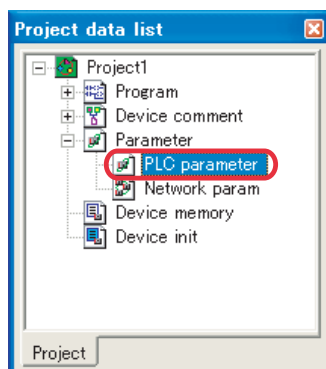 Project data list
Project1
Program
Device comment
Parameter
PLC parameter
Network param
Device memory
Device init
Project